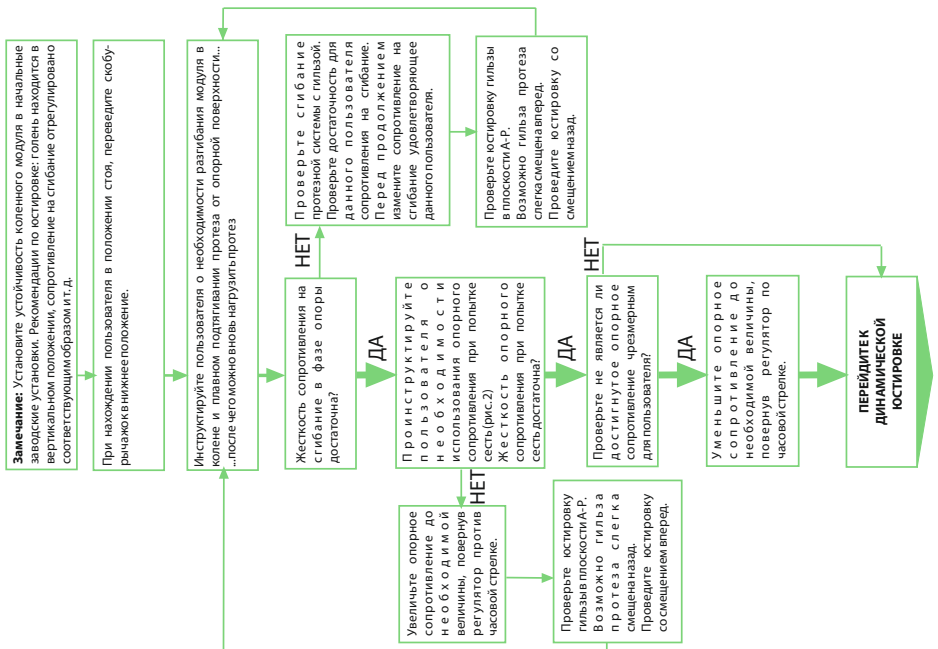 Замечание: Установите устойчивость коленного модуля в начальные
заводские установки. Рекомендации по юстировке: голень находится в
вертикальном положении, сопротивление на сгибание отрегулировано
соответствующим образом и т. д.
При нахождении пользователя в положении стоя, переведите скобу-
рычажок в нижнее положение.
Инструктируйте пользователя о необходимости разгибания модуля в
колене и плавном подтягивании протеза от опорной поверхности...
...после чего можно вновь нагрузить протез
Жесткость сопротивления на
сгибание в фазе опоры
достаточна?
НЕТ
Проверьте сгибание
протезной системы с гильзой.
Проверьте достаточность для
данного пользователя
сопротивления на сгибание.
Перед продолжением
измените сопротивление на
сгибание удовлетворяющее
данного пользователя.
Проверьте юстировку гильзы
в плоскости А-Р.
Возможно гильза протеза
слегка смещена вперед.
Проведите юстировку со
смещением назад.
ДА
Проинструктируйте
пользователя о
необходимости
использования опорного
сопротивления при попытке
сесть (рис.2)
Жесткость опорного
сопротивления при попытке
сесть достаточна?
НЕТ
Увеличьте опорное
сопротивление до
необходимой
величины, повернув
регулятор против
часовой стрелке.
Проверьте юстировку
гильзы в плоскости А-Р.
Возможно гильза
протеза слегка
смещена назад.
Проведите юстировку
со смещением вперед.
ДА
Проверьте не является ли
достигнутое опорное
сопротивление чрезмерным
для пользователя?
НЕТ
ДА
Уменьшите опорное
сопротивление до
необходимой величины,
повернув регулятор по
часовой стрелке.
ПЕРЕЙДИТЕ К
ДИНАМИЧЕСКОЙ
ЮСТИРОВКЕ